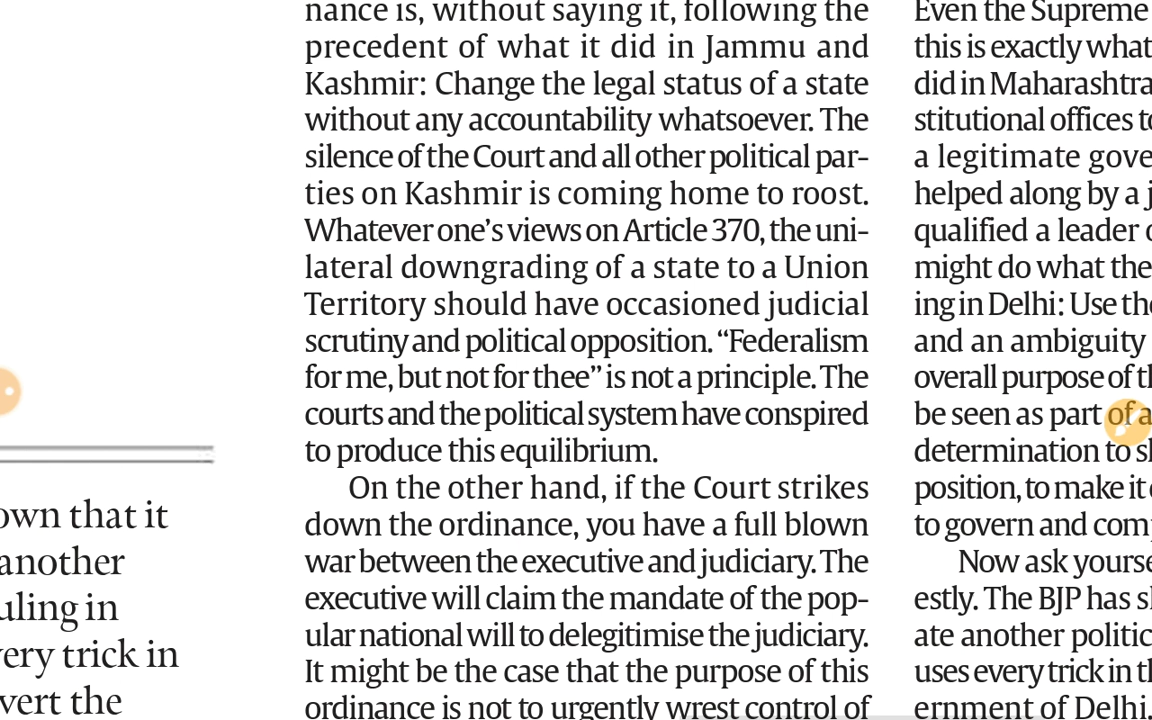 own that it
another
uling in
very trick in
vert the
nance is, without saying it, following the
precedent of what it did in Jammu and
Kashmir: Change the legal status of a state
without any accountability whatsoever. The
silence of the Court and all other political par-
ties on Kashmir is coming home to roost.
Whatever one’s views on Article 370, the uni-
lateral downgrading of a state to a Union
Territory should have occasioned judicial
scrutiny and political opposition. “Federalism
for me, but not for thee” is not a principle. The
courts and the political system have conspired
to produce this equilibrium.
On the other hand, if the Court strikes
down the ordinance, you have a full blown
war between the executive and judiciary. The
executive will claim the mandate of the pop-
ular national will to delegitimise the judiciary.
It might be the case that the purpose of this
ordinance is not to urgently wrest control of
Even the Supreme
this is exactly what
did in Maharashtra
stitutional offices to
a legitimate gove
helped along by a j
qualified a leader o
might do what the
ing in Delhi: Use the
and an ambiguity
overall purpose of th
be seen as part of a
determination to sh
position, to make it
to govern and comp
Now ask yourse
estly. The BJP has sh
ate another politic
uses every trick in th
ernment of Delhi.